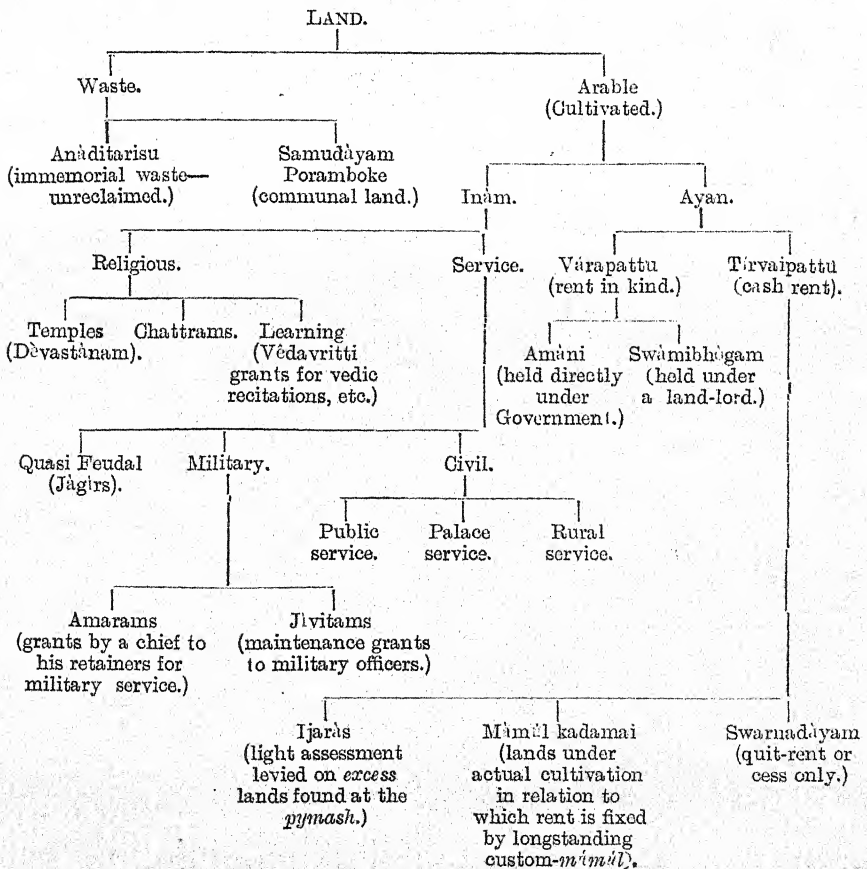 LAND.
Waste.
Arable
(Cultivated.)
Anàditarisu
(immemorial waste—
unreclaimed.)
Samudàyam
Poramboke
(communal land.)
Inàm.
Ayan.
Religious.
Service.
Várapattu
(rent in kind.)
Tírvaipattu
(cash rent).
Temples
(Dèvastànam).
Chattrams.
Learning
(Vêdavritti
grants for vedic
recitations, etc.)
Amàni
(held directly
under
Government.)
Swàmibhògam
(held under
a land-lord.)
Quasi Feudal
(Jàgirs).
Military.
Civil.
Public
service.
Palace
service.
Rural
service.
Amarams
(grants by a chief to
his retainers for
military service.)
Jìvitams
(maintenance grants
to military officers.)
Ijaràs
(light assessment
levied on excess
lands found at the
pymash.)
Màmúl kadamai
(lands under
actual cultivation
in relation to
which rent is fixed
by longstanding
custom-màmúl).
Swarnadàyam
(quit-rent or
cess only.)